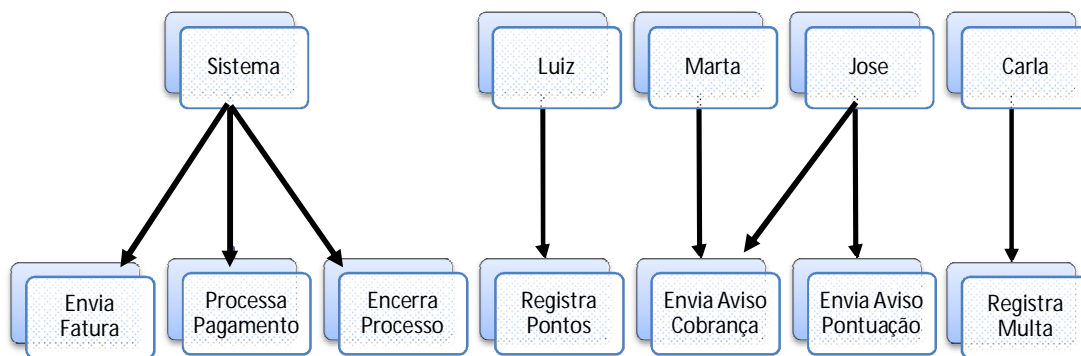 Sistema
Luiz
Marta
Jose
Carla
Envia
Fatura
Processa
Pagamento
Encerra
Processo
Registra
Pontos
Envia Aviso
Cobrança
Envia Aviso
Pontuação
Registra
Multa